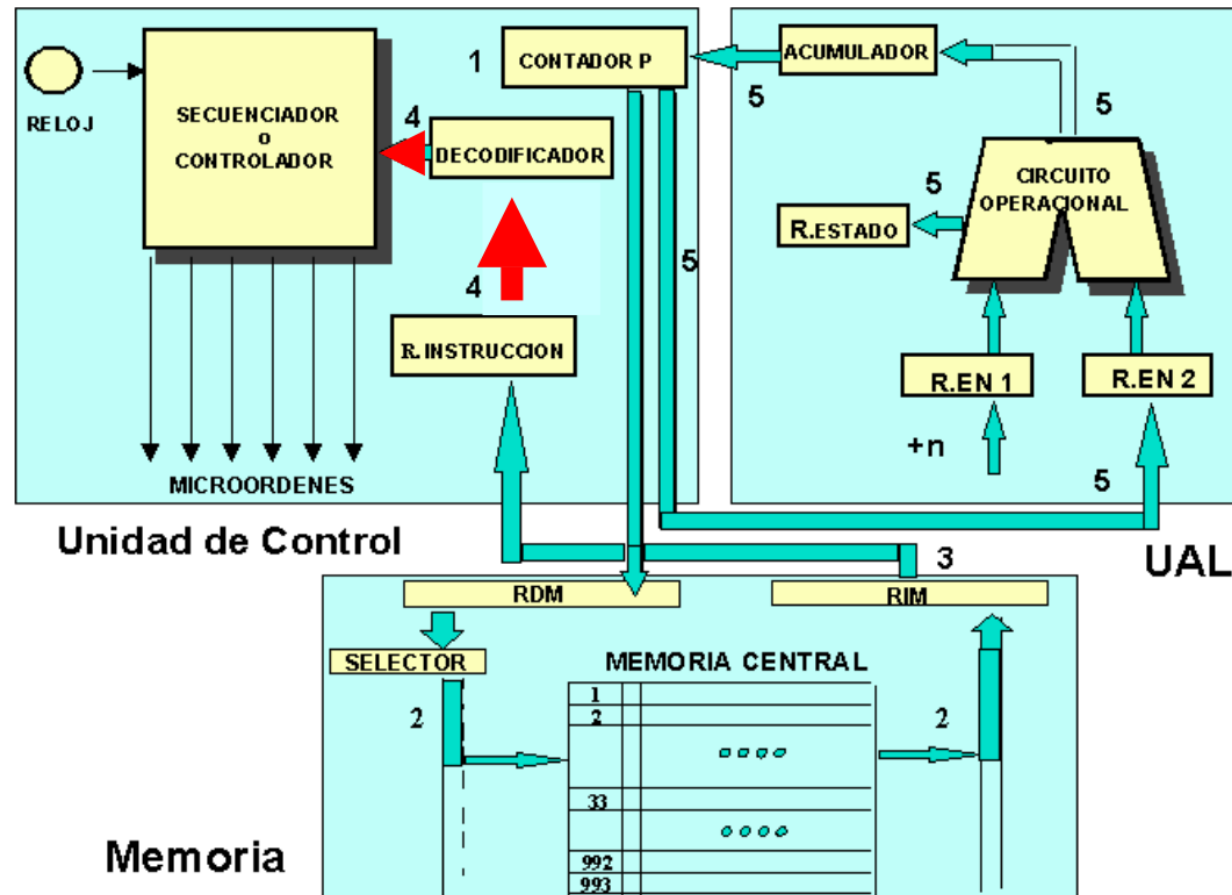 RELOJ
SECUENCIADOR
o
CONTROLADOR
MICROORDENES
1
CONTADOR P
4
DECODIFICADOR
4
R.INSTRUCCION
5
Unidad de Control
5
ACUMULADOR
5
CIRCUITO
OPERACIONAL
5
R.ESTADO
R.EN 1
R.EN 2
+n
5
UAL
3
RDM
RIM
SELECTOR
MEMORIA CENTRAL
2
2
1
2
33
992
993
Memoria